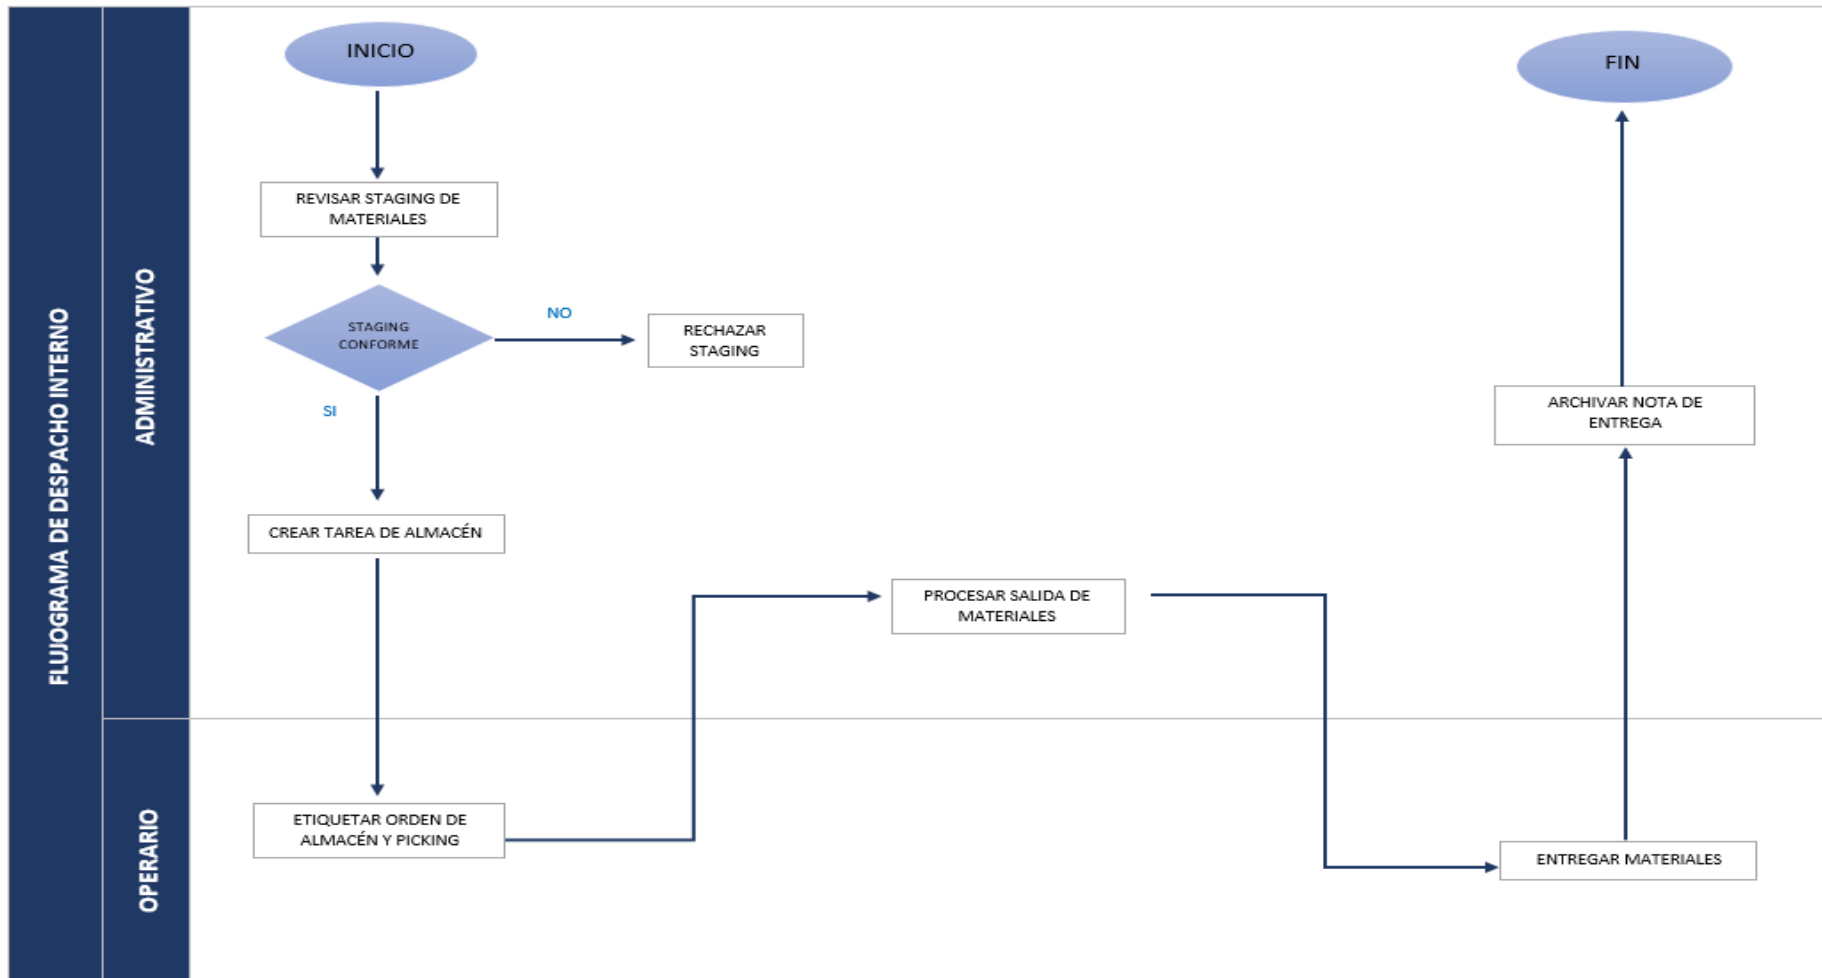 FLUJOGRAMA DE DESPACHO INTERNO
ADMINISTRATIVO
INICIO
REVISAR STAGING DE
MATERIALES
STAGING
CONFORME
NO
RECHAZAR
STAGING
SI
CREAR TAREA DE ALMACÉN
PROCESAR SALIDA DE
MATERIALES
FIN
ARCHIVAR NOTA DE
ENTREGA
OPERARIO
ETIQUETAR ORDEN DE
ALMACÉN Y PICKING
ENTREGAR MATERIALES